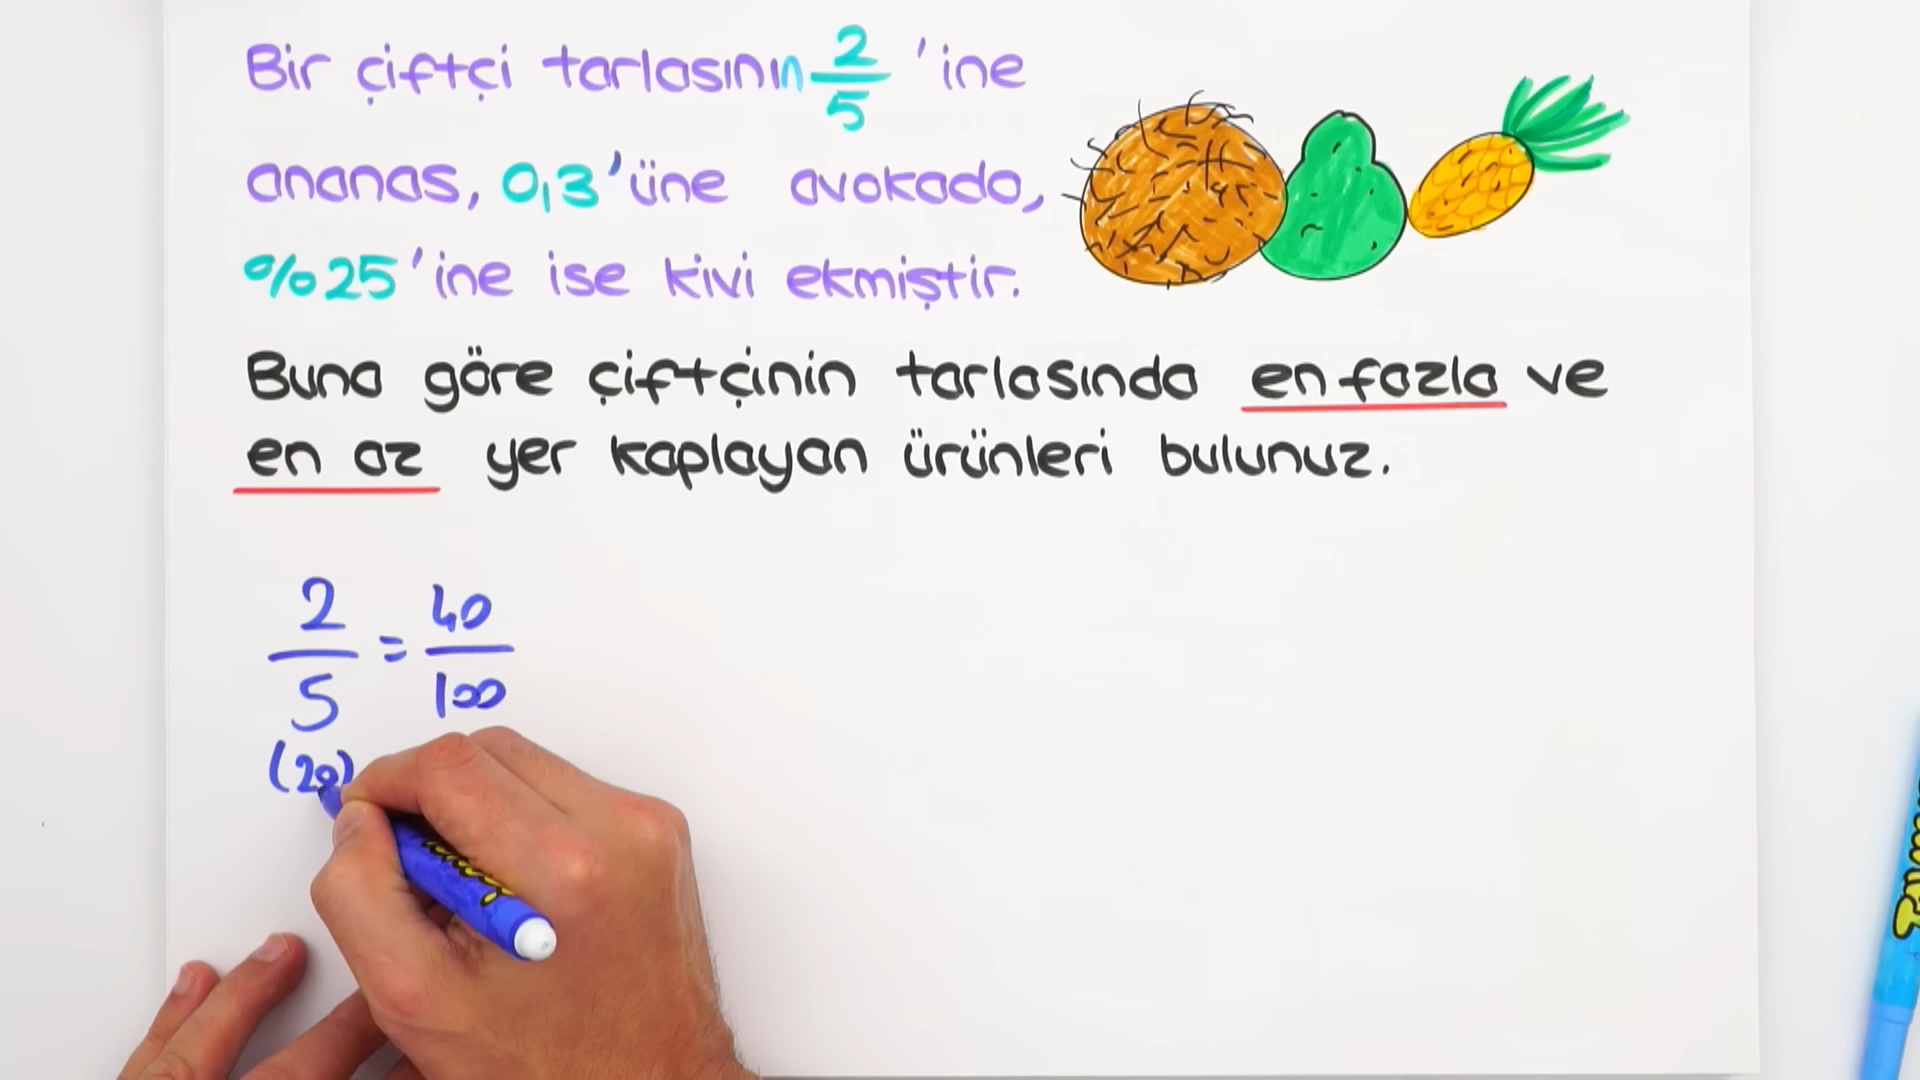 Bir çiftçi tarlasının 2/5 'ine
ananas, 0,3'üne avokado,
%25'ine ise kivi ekmiştir.
Buna göre çiftçinin tarlasında en fazla ve
en az yer kaplayan ürünleri bulunuz.
2/5 = 40/100
(20)